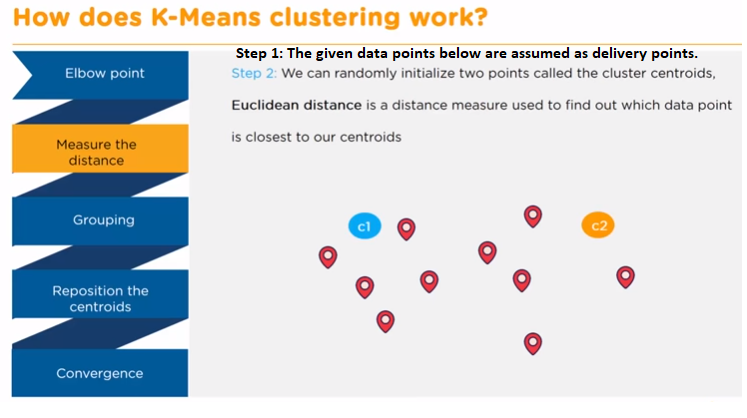 How does K-Means clustering work?
Step 1: The given data points below are assumed as delivery points.
Elbow point
Step 2: We can randomly initialize two points called the cluster centroids,
Euclidean distance is a distance measure used to find out which data point
is closest to our centroids
Measure the
distance
Grouping
Reposition the
centroids
Convergence
c1
c2